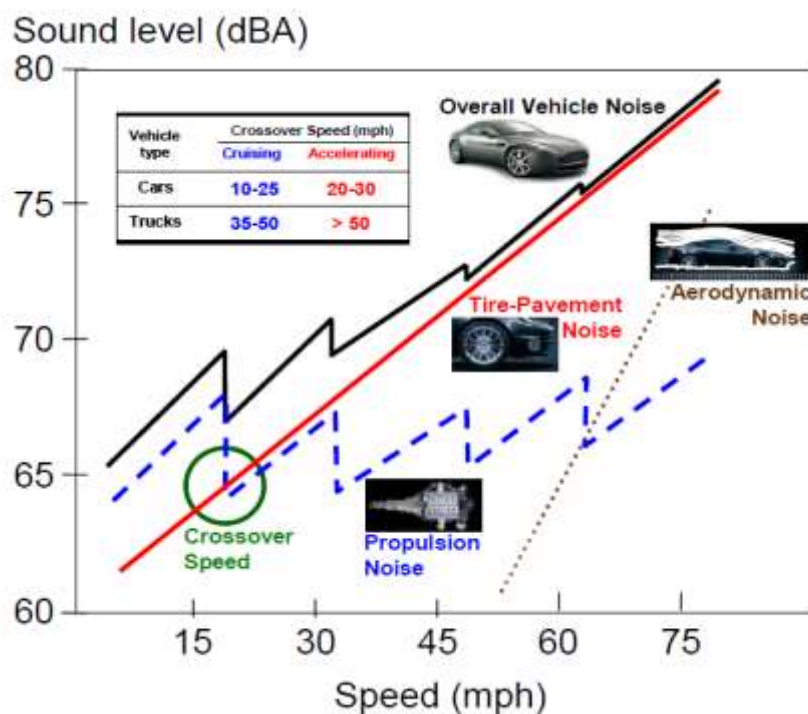 Sound level (dBA)
80
75
70
65
60
Vehicle type
Crossover Speed (mph)
Cruising
Accelerating
Cars
10-25
20-30
Trucks
35-50
> 50
Overall Vehicle Noise
Tire-Pavement
Noise
Aerodynamic
Noise
Crossover
Speed
Propulsion
Noise
15
30
45
60
75
Speed (mph)